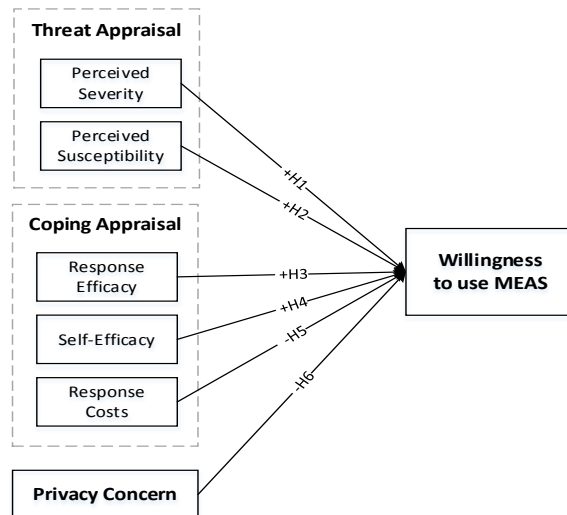 Threat Appraisal
Perceived
Severity
Perceived
Susceptibility
+H1
+H2
Coping Appraisal
Response
Efficacy
+H3
Self-Efficacy
+H4
Response
Costs
-H5
-H6
Privacy Concern
Willingness
to use MEAS